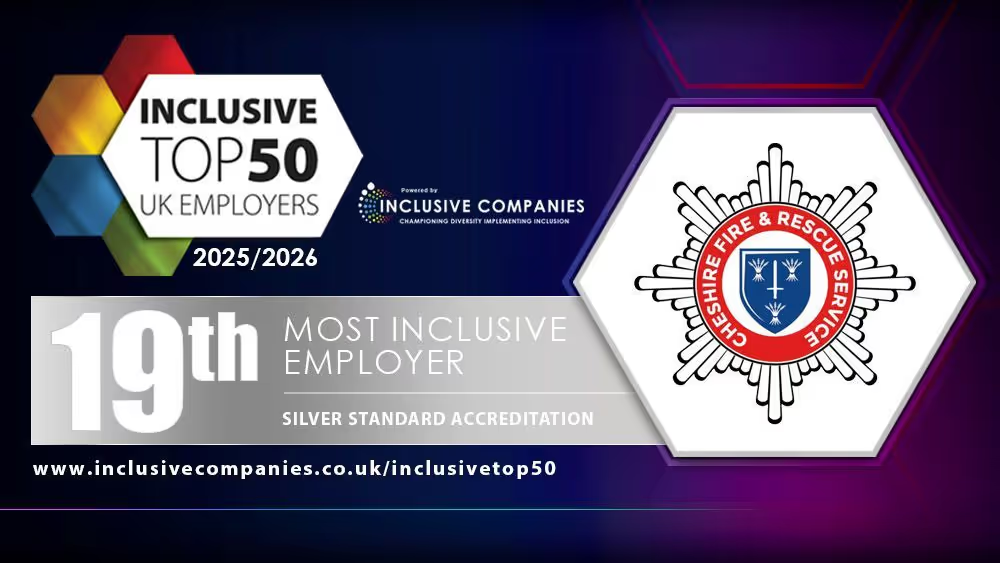 INCLUSIVE
TOP50
UK EMPLOYERS
2025/2026
Powered by
INCLUSIVE COMPANIES
CHAMPIONING DIVERSITY IMPLEMENTING INCLUSION
19th
MOST INCLUSIVE
EMPLOYER
SILVER STANDARD ACCREDITATION
www.inclusivecompanies.co.uk/inclusivetop50
CHESHIRE FIRE & RESCUE SERVICE